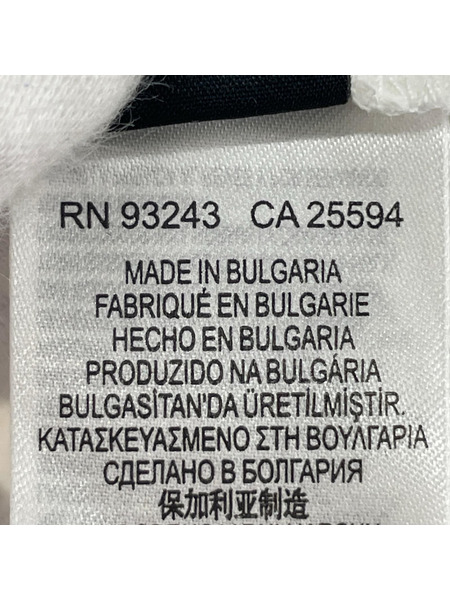 RN 93243 CA 25594
MADE IN BULGARIA
FABRIQUÉ EN BULGARIE
HECHO EN BULGARIA
PRODUZIDO NA BULGÁRIA
BULGASİTAN'DA ÜRETİLMİŞTİR.
ΚΑΤΑΣΚΕΥΑΣΜΕΝΟ ΣΤΗ ΒΟΥΛΓΑΡΙΑ
СДЕЛАНО В БОЛГАРИЯ
保加利亚制造